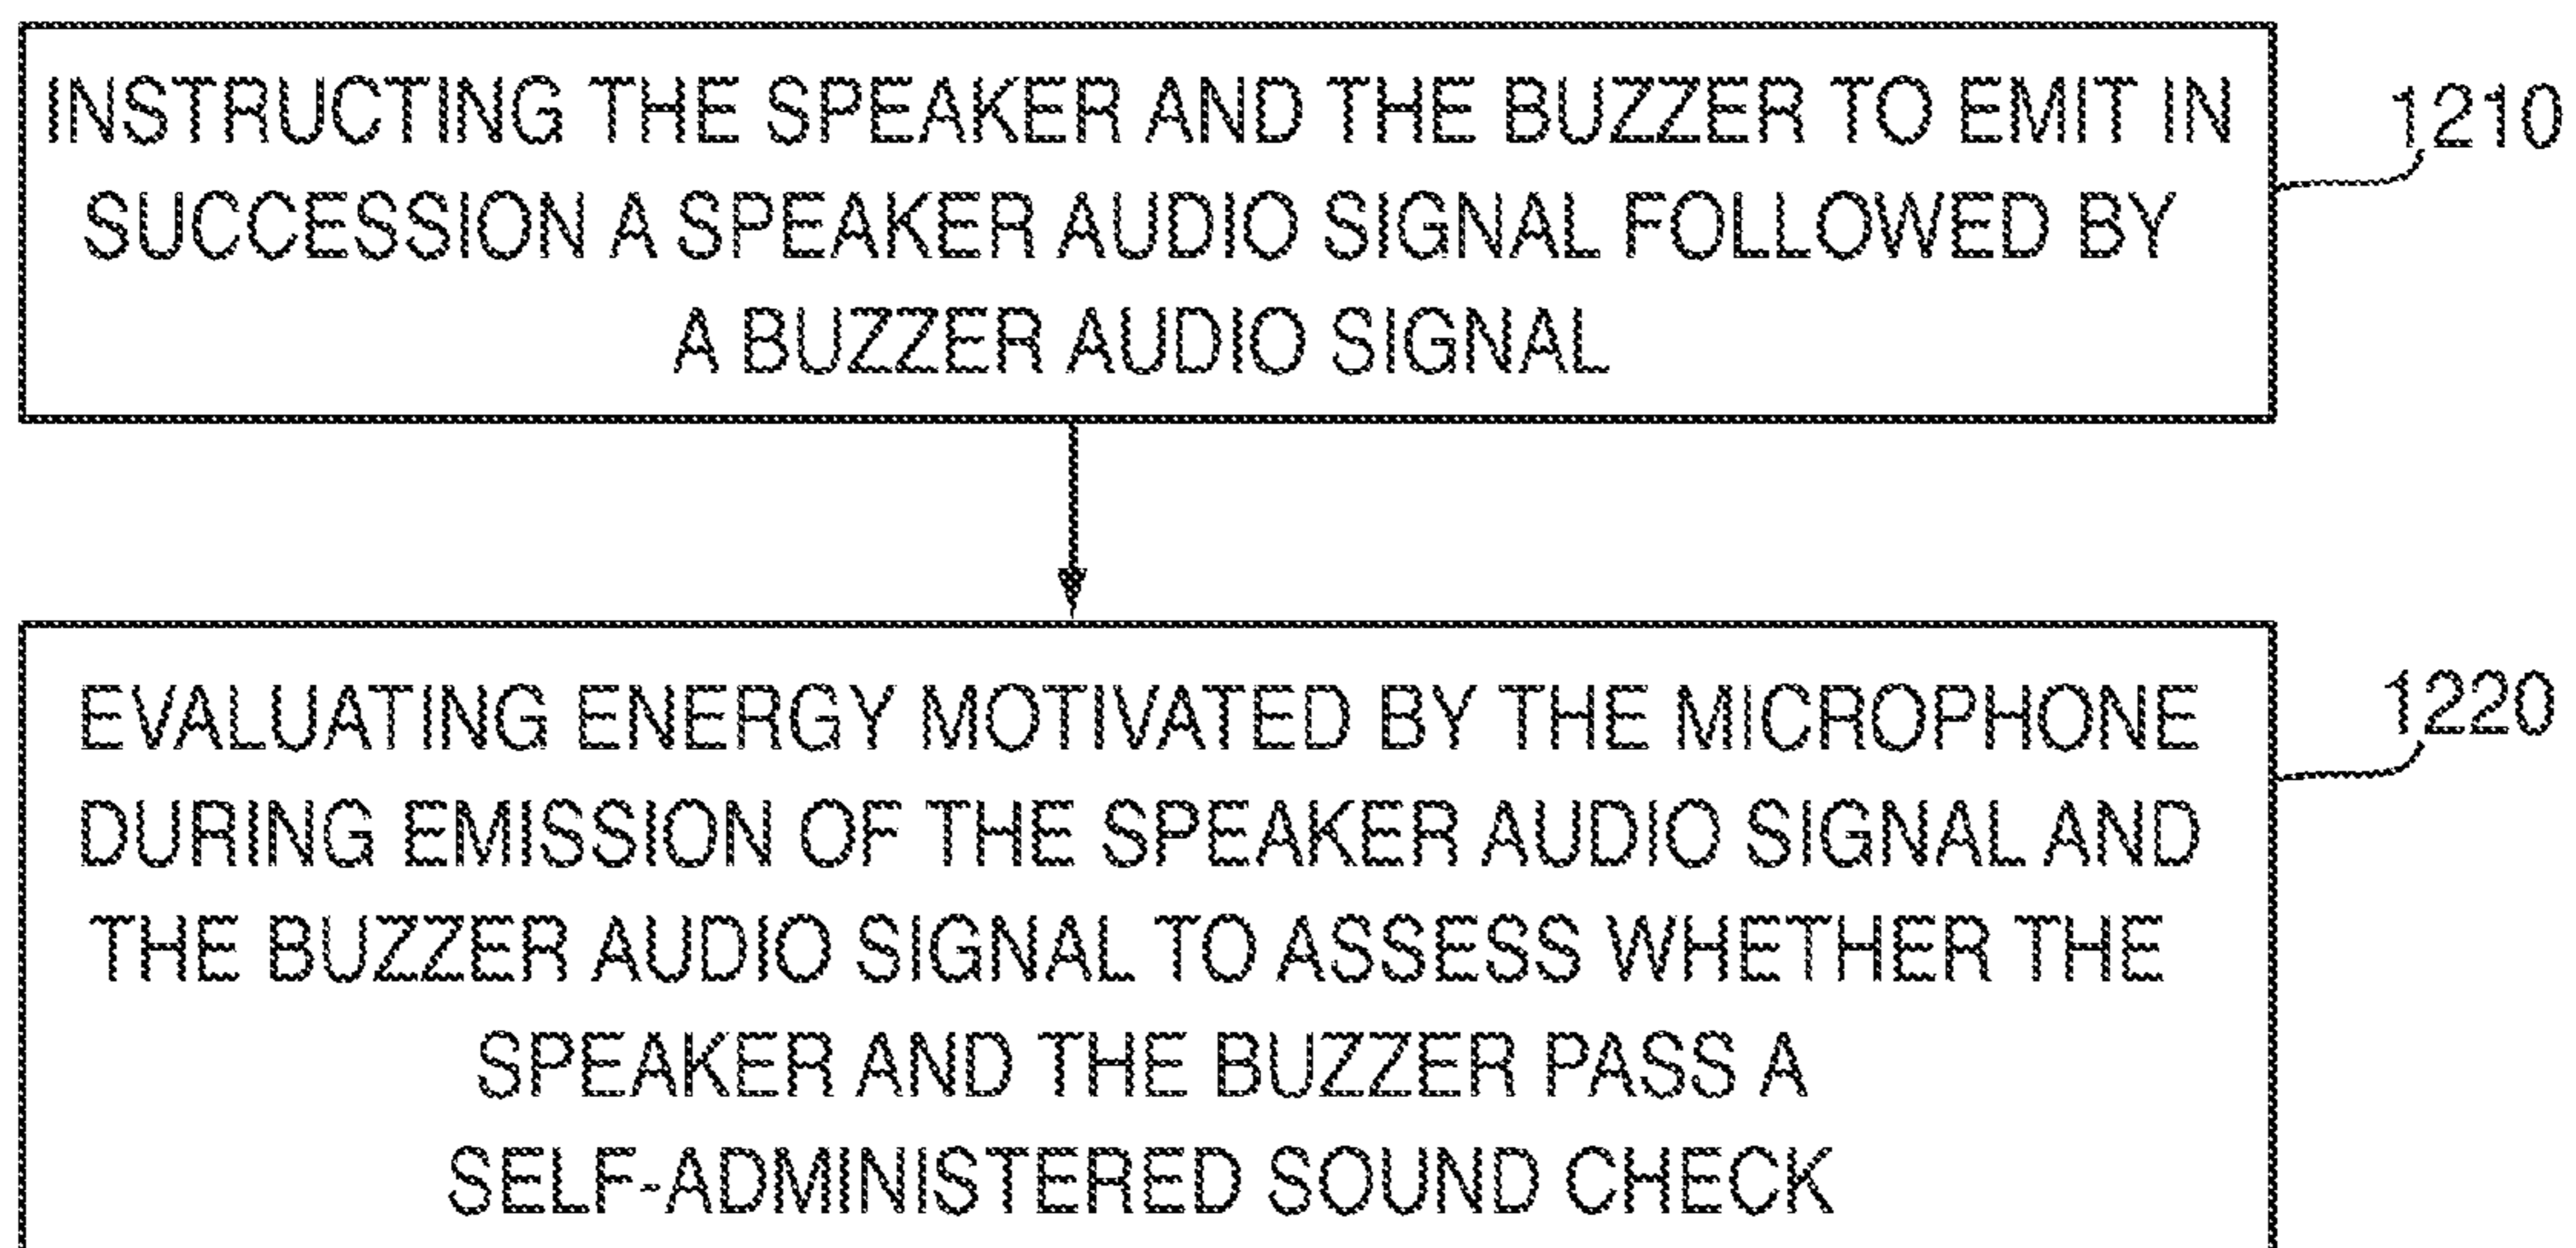 INSTRUCTING THE SPEAKER AND THE BUZZER TO EMIT IN
SUCCESSION A SPEAKER AUDIO SIGNAL FOLLOWED BY
A BUZZER AUDIO SIGNAL
1210
EVALUATING ENERGY MOTIVATED BY THE MICROPHONE
DURING EMISSION OF THE SPEAKER AUDIO SIGNAL AND
THE BUZZER AUDIO SIGNAL TO ASSESS WHETHER THE
SPEAKER AND THE BUZZER PASS A
SELF-ADMINISTERED SOUND CHECK
1220